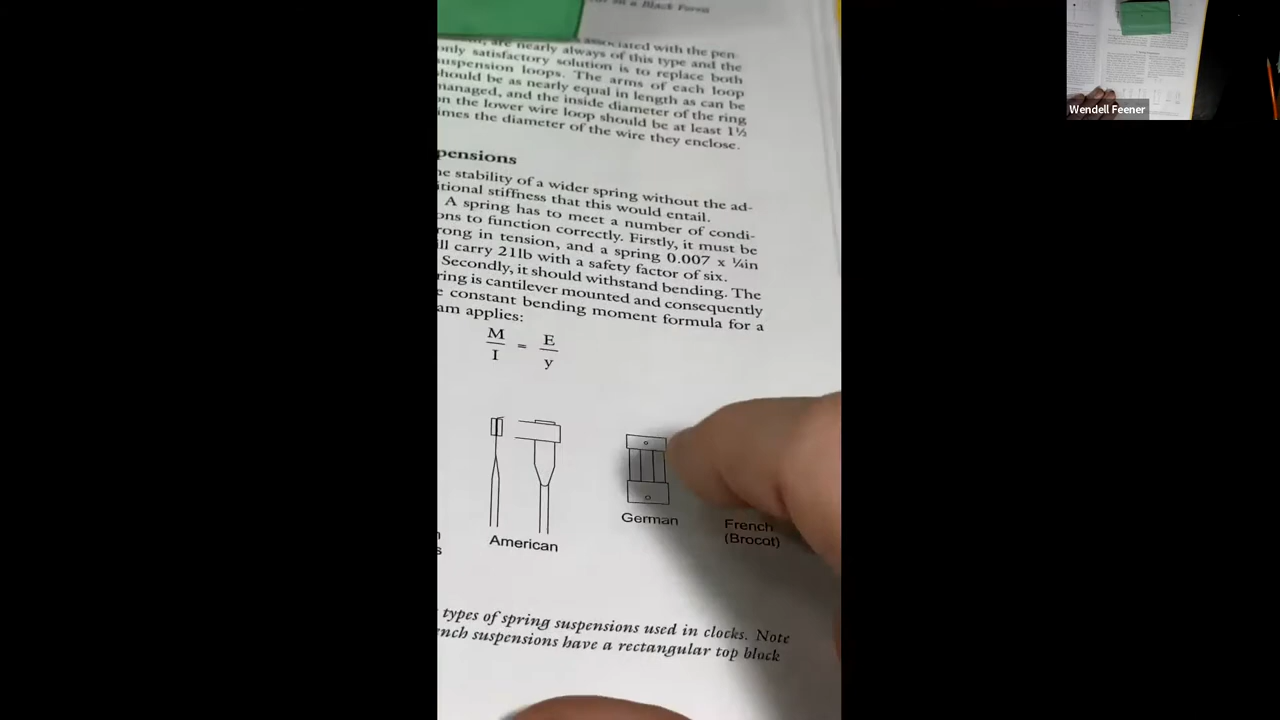 on a Black Forest
associated with the pen-
are nearly always of this type and the
only satisfactory solution is to replace both
suspension loops. The arms of each loop
should be as nearly equal in length as can be
managed, and the inside diameter of the ring
on the lower wire loop should be at least 1½
times the diameter of the wire they enclose.
pensions
he stability of a wider spring without the ad-
itional stiffness that this would entail.
A spring has to meet a number of condi-
ons to function correctly. Firstly, it must be
rong in tension, and a spring 0.007 x ¼in
ill carry 21lb with a safety factor of six.
Secondly, it should withstand bending. The
ring is cantilever mounted and consequently
e constant bending moment formula for a
am applies:
M/I = E/y
American
German
French
(Brocot)
types of spring suspensions used in clocks. Note
nch suspensions have a rectangular top block
Wendell Feener